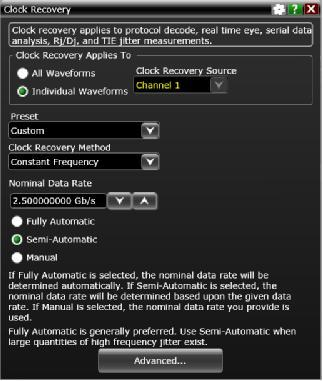 Clock Recovery
Clock recovery applies to protocol decode, real time eye, serial data
analysis, Rj/Dj, and TIE jitter measurements.
Clock Recovery Applies To
All Waveforms
Clock Recovery Source
Individual Waveforms
Channel 1
Preset
Custom
Clock Recovery Method
Constant Frequency
Nominal Data Rate
2.500000000 Gb/s
Fully Automatic
Semi-Automatic
Manual
If Fully Automatic is selected, the nominal data rate will be
determined automatically. If Semi-Automatic is selected, the
nominal data rate will be determined based upon the given data
rate. If Manual is selected, the nominal data rate you provide is
used.
Fully Automatic is generally preferred. Use Semi-Automatic when
large quantities of high frequency jitter exist.
Advanced...